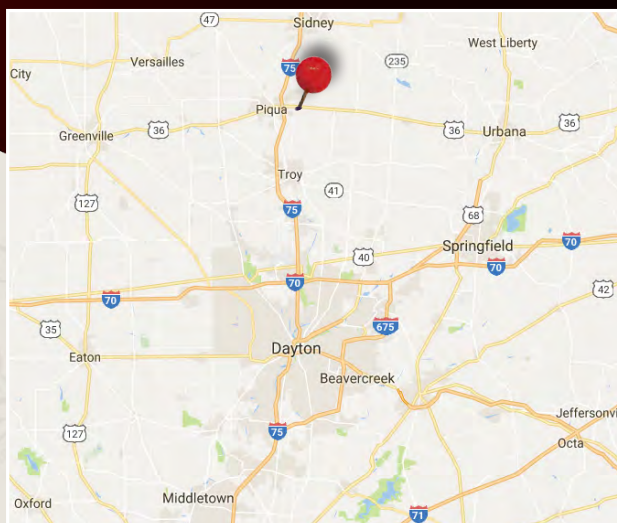 47
Sidney
Versailles
75
235
West Liberty
City
Piqua
Greenville
36
36
Urbana
36
Troy
127
41
75
68
Springfield
70
40
70
70
70
42
35
675
Dayton
Eaton
Beavercreek
75
127
Jeffersonv
Octa
Oxford
Middletown
71